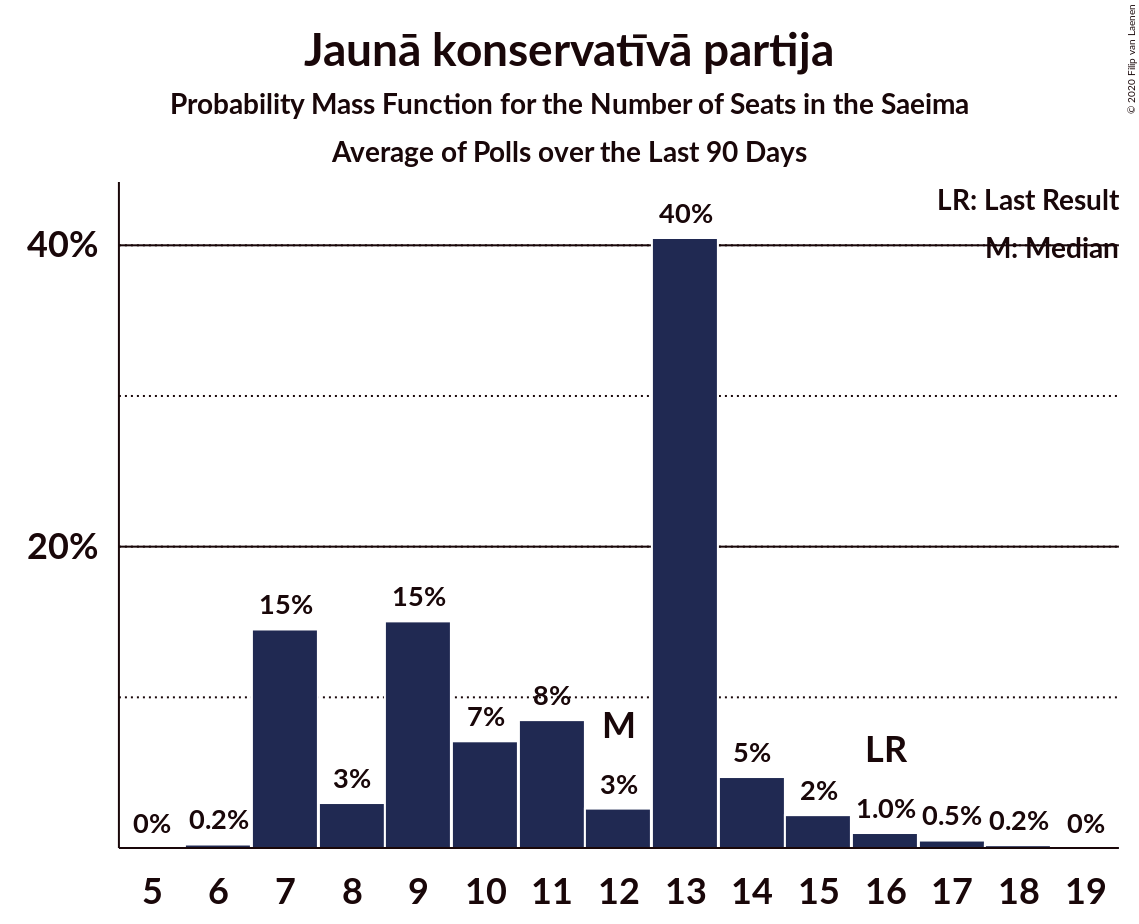 Jaunā konservatīvā partija
Probability Mass Function for the Number of Seats in the Saeima
Average of Polls over the Last 90 Days
© 2020 Filip van Laenen
LR: Last Result
M: Median
40%
20%
0%
0.2%
15%
3%
15%
7%
8%
M
3%
40%
5%
2%
LR
1.0%
0.5%
0.2%
0%
5 6 7 8 9 10 11 12 13 14 15 16 17 18 19